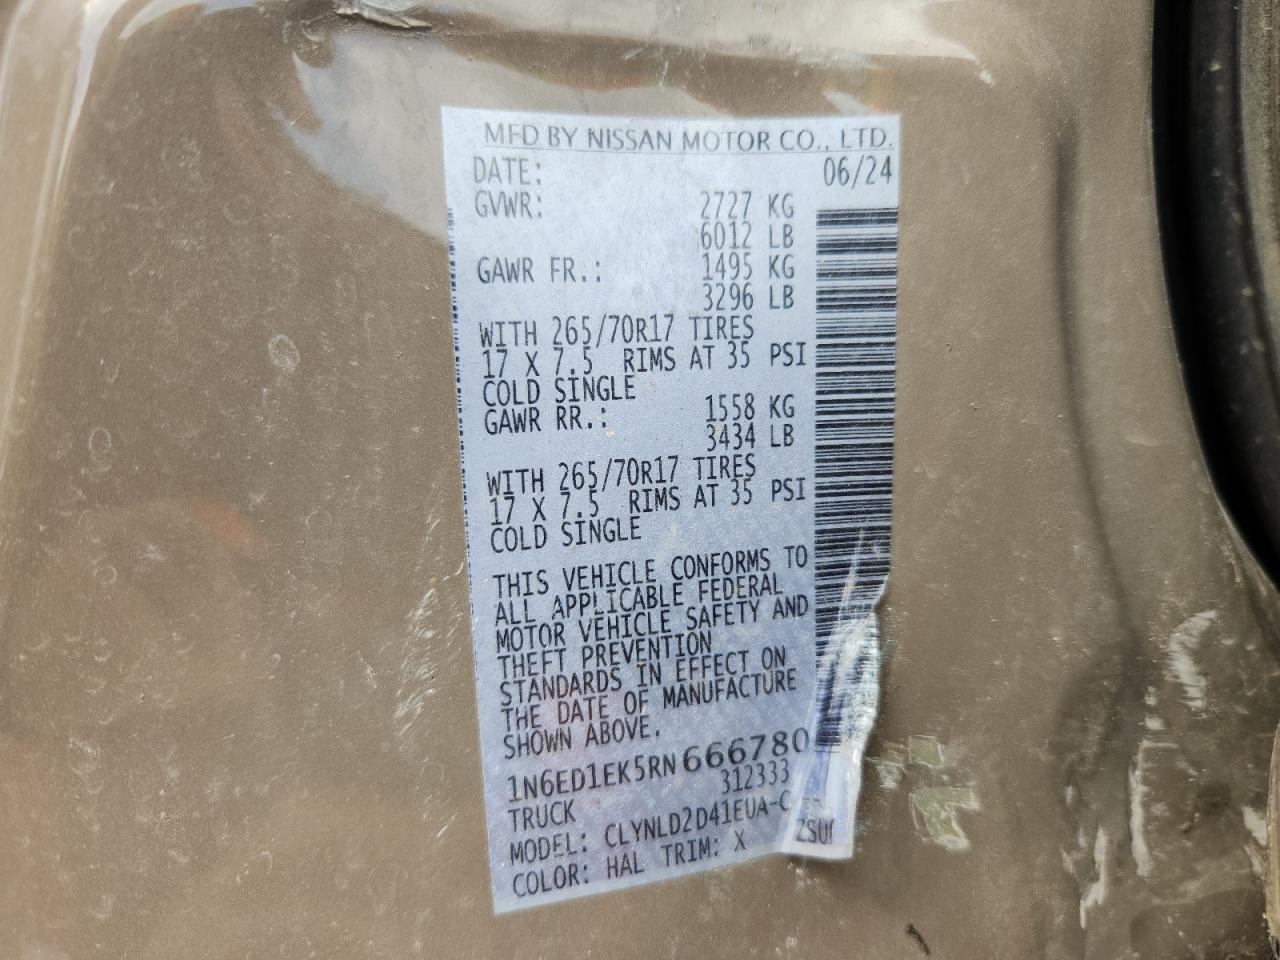 MFD BY NISSAN MOTOR CO., LTD.
DATE: 06/24
GVWR: 2727 KG
6012 LB
GAWR FR.: 1495 KG
3296 LB
WITH 265/70R17 TIRES
17 X 7.5 RIMS AT 35 PSI
COLD SINGLE
GAWR RR.: 1558 KG
3434 LB
WITH 265/70R17 TIRES
17 X 7.5 RIMS AT 35 PSI
COLD SINGLE
THIS VEHICLE CONFORMS TO
ALL APPLICABLE FEDERAL
MOTOR VEHICLE SAFETY AND
THEFT PREVENTION
STANDARDS IN EFFECT ON
THE DATE OF MANUFACTURE
SHOWN ABOVE.
1N6ED1EK5RN666780
TRUCK 312333
MODEL: CLYNLD2D41EUA-C
COLOR: HAL TRIM: X